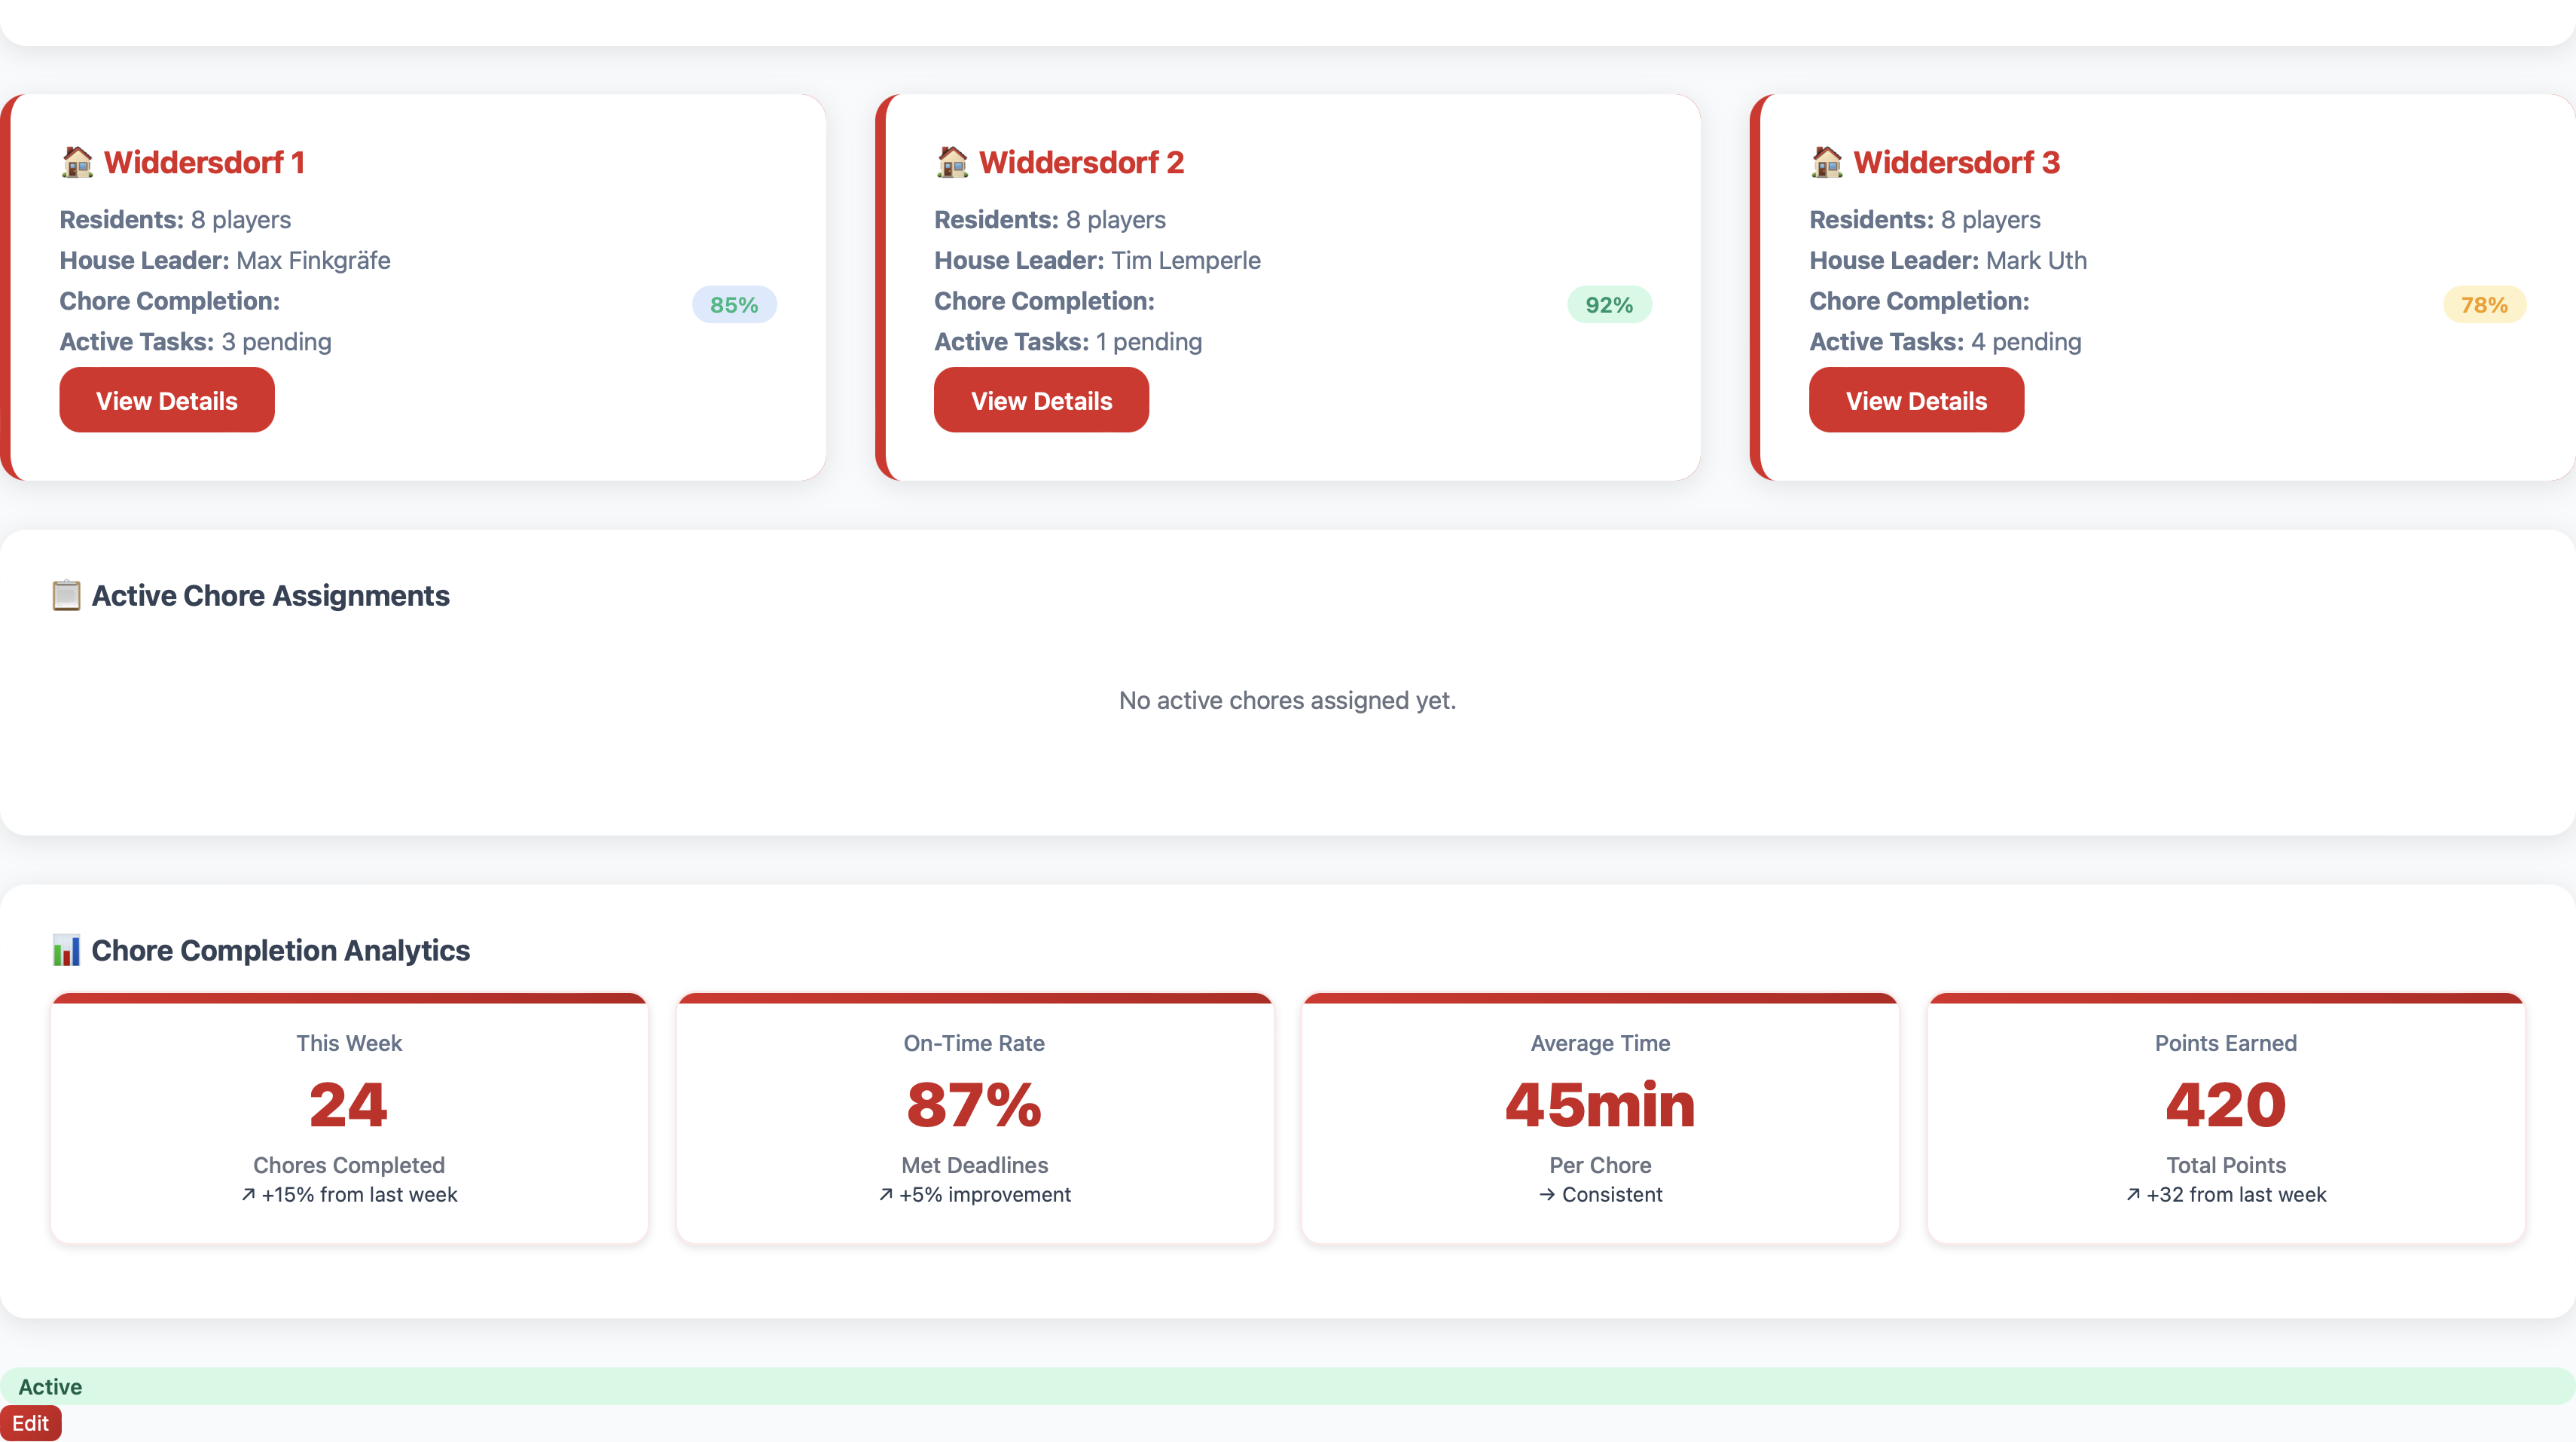 Widdersdorf 1
Residents: 8 players
House Leader: Max Finkgräfe
Chore Completion: 85%
Active Tasks: 3 pending
View Details
Widdersdorf 2
Residents: 8 players
House Leader: Tim Lemperle
Chore Completion: 92%
Active Tasks: 1 pending
View Details
Widdersdorf 3
Residents: 8 players
House Leader: Mark Uth
Chore Completion: 78%
Active Tasks: 4 pending
View Details
Active Chore Assignments
No active chores assigned yet.
Chore Completion Analytics
This Week
24
Chores Completed
↗ +15% from last week
On-Time Rate
87%
Met Deadlines
↗ +5% improvement
Average Time
45min
Per Chore
→ Consistent
Points Earned
420
Total Points
↗ +32 from last week
Active
Edit